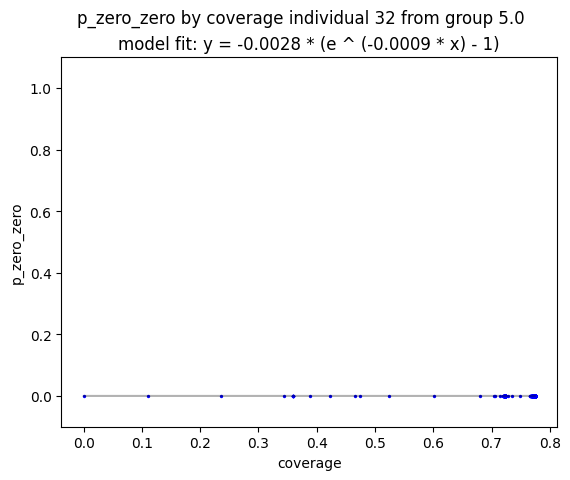 p_zero_zero by coverage individual 32 from group 5.0
model fit: y = -0.0028 * (e ^ (-0.0009 * x) - 1)
1.0
0.8
0.6
0.4
0.2
0.0
p_zero_zero
0.0 0.1 0.2 0.3 0.4 0.5 0.6 0.7 0.8
coverage